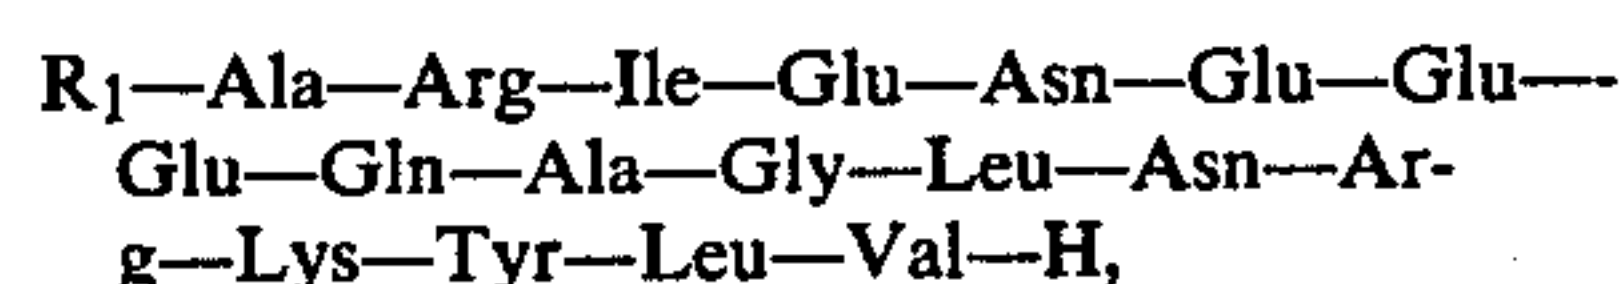 R₁—Ala—Arg—Ile—Glu—Asn—Glu—Glu—
Glu—Gln—Ala—Gly—Leu—Asn—Ar-
g—Lys—Tyr—Leu—Val—H,